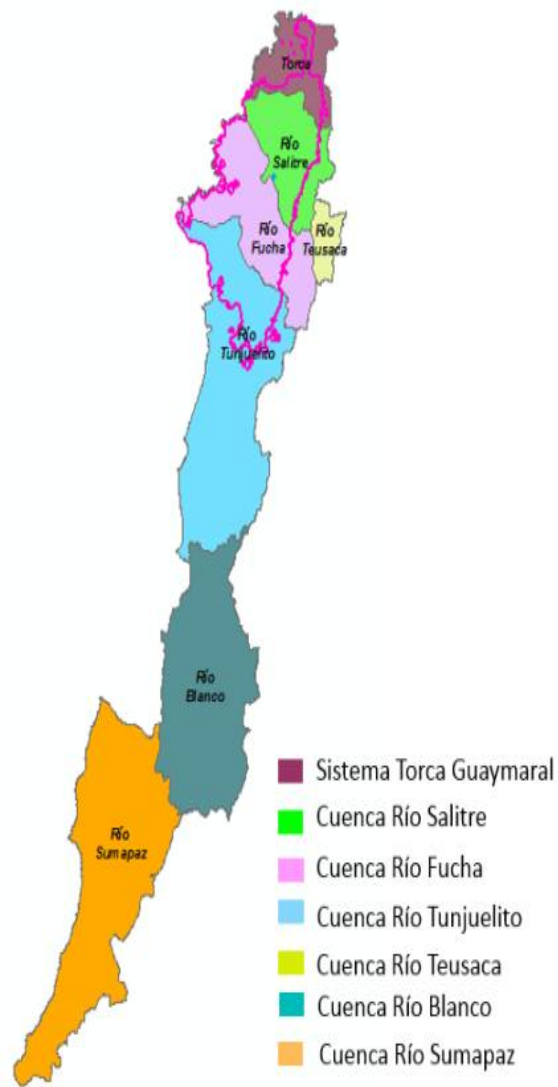 Torca
Río
Salitre
Río
Fucha
Río
Teusaca
Río
Tunjuelito
Río
Blanco
Río
Sumapaz
Sistema Torca Guaymaral
Cuenca Río Salitre
Cuenca Río Fucha
Cuenca Río Tunjuelito
Cuenca Río Teusaca
Cuenca Río Blanco
Cuenca Río Sumapaz